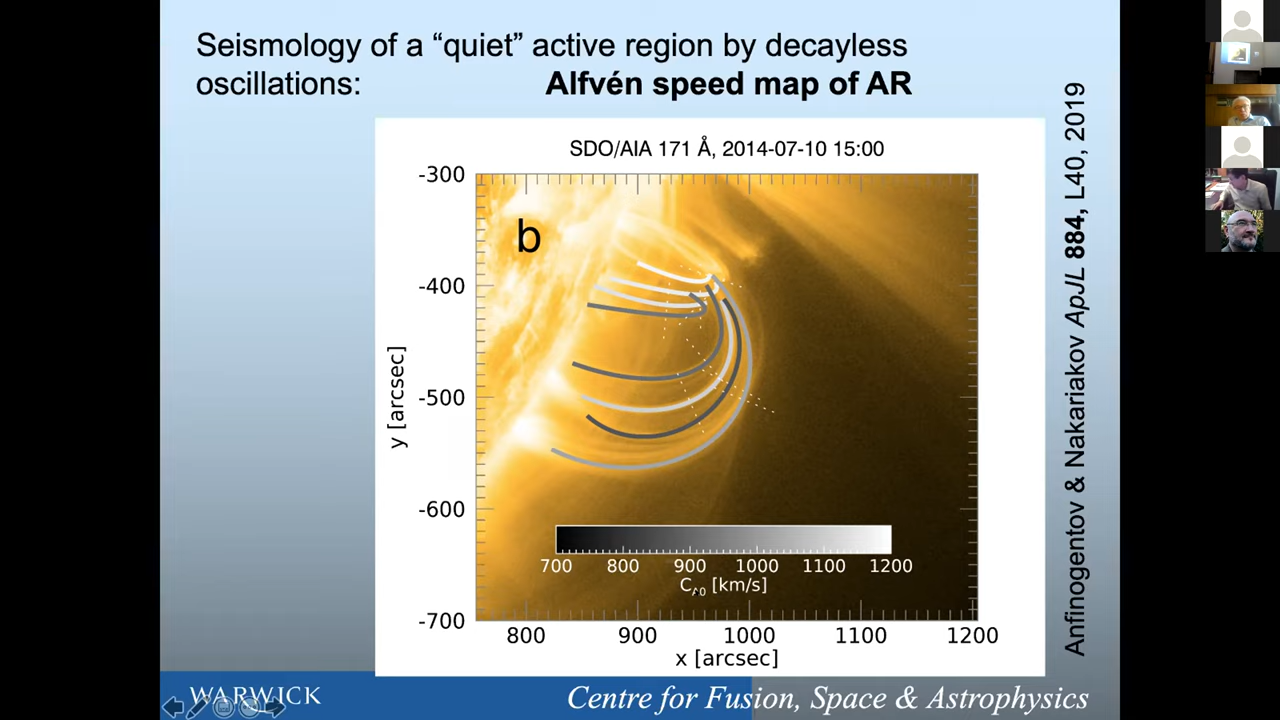 Seismology of a “quiet” active region by decayless
oscillations: Alfvén speed map of AR
SDO/AIA 171 Å, 2014-07-10 15:00
b
-300
-400
-500
-600
-700
y [arcsec]
700 800 900 1000 1100 1200
C_A0 [km/s]
800 900 1000 1100 1200
x [arcsec]
Anfinogentov & Nakariakov ApJL 884, L40, 2019
WARWICK
Centre for Fusion, Space & Astrophysics